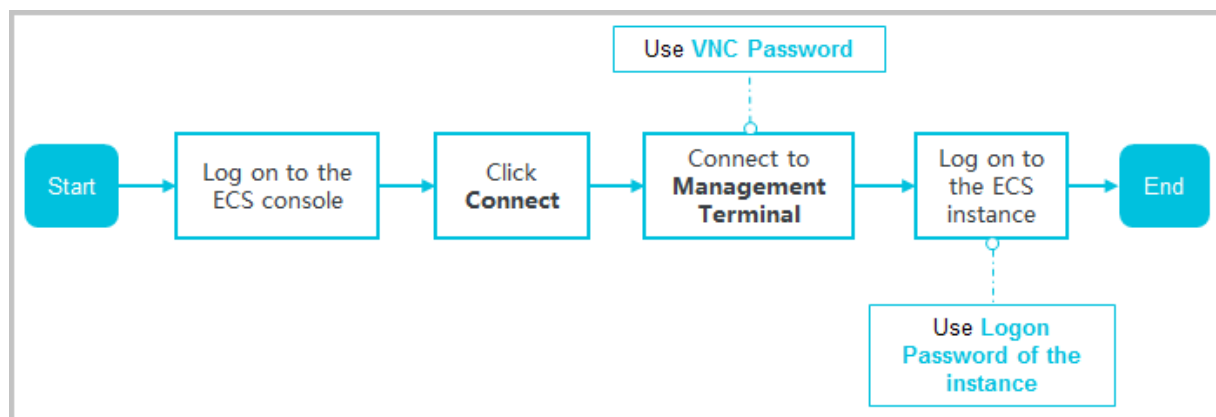 Use VNC Password
Start
Log on to the
ECS console
Click
Connect
Connect to
Management
Terminal
Log on to
the ECS
instance
End
Use Logon
Password of the
instance